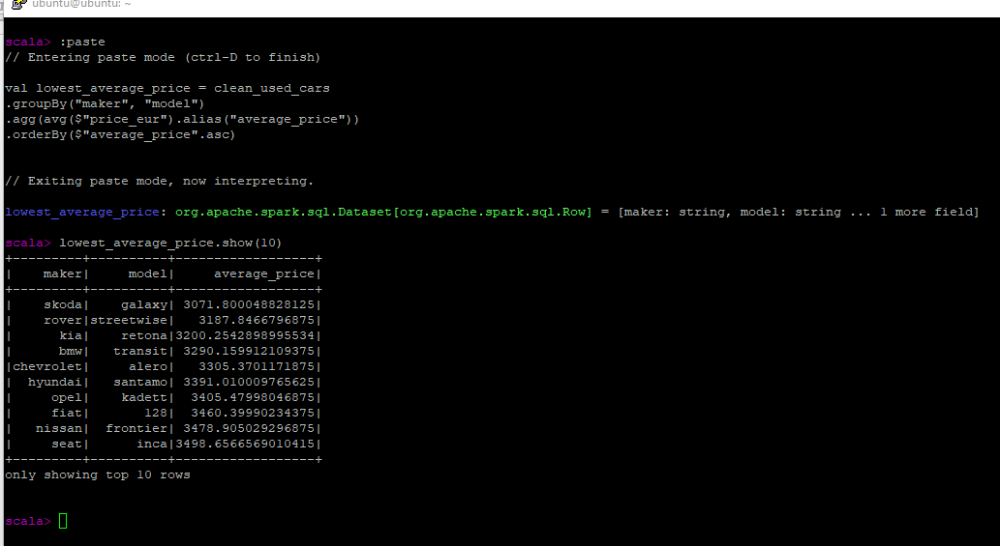 ubuntu@ubuntu: ~
scala> :paste
// Entering paste mode (ctrl-D to finish)
val lowest_average_price = clean_used_cars
.groupBy("maker", "model")
.agg(avg($"price_eur").alias("average_price"))
.orderBy($"average_price".asc)
// Exiting paste mode, now interpreting.
lowest_average_price: org.apache.spark.sql.Dataset[org.apache.spark.sql.Row] = [maker: string, model: string ... 1 more field]
scala> lowest_average_price.show(10)
+---------+----------+------------------+
|    maker|     model|     average_price|
+---------+----------+------------------+
|    skoda|    galaxy| 3071.800048828125|
|    rover|streetwise|   3187.8466796875|
|      kia|    retona|3200.2542898995534|
|      bmw|   transit| 3290.159912109375|
|chevrolet|     alero|   3305.3701171875|
|  hyundai|   santamo| 3391.010009765625|
|     opel|    kadett|  3405.47998046875|
|     fiat|       128|  3460.39990234375|
|   nissan|  frontier| 3478.905029296875|
|     seat|      inca|3498.6566569010415|
+---------+----------+------------------+
only showing top 10 rows
scala>